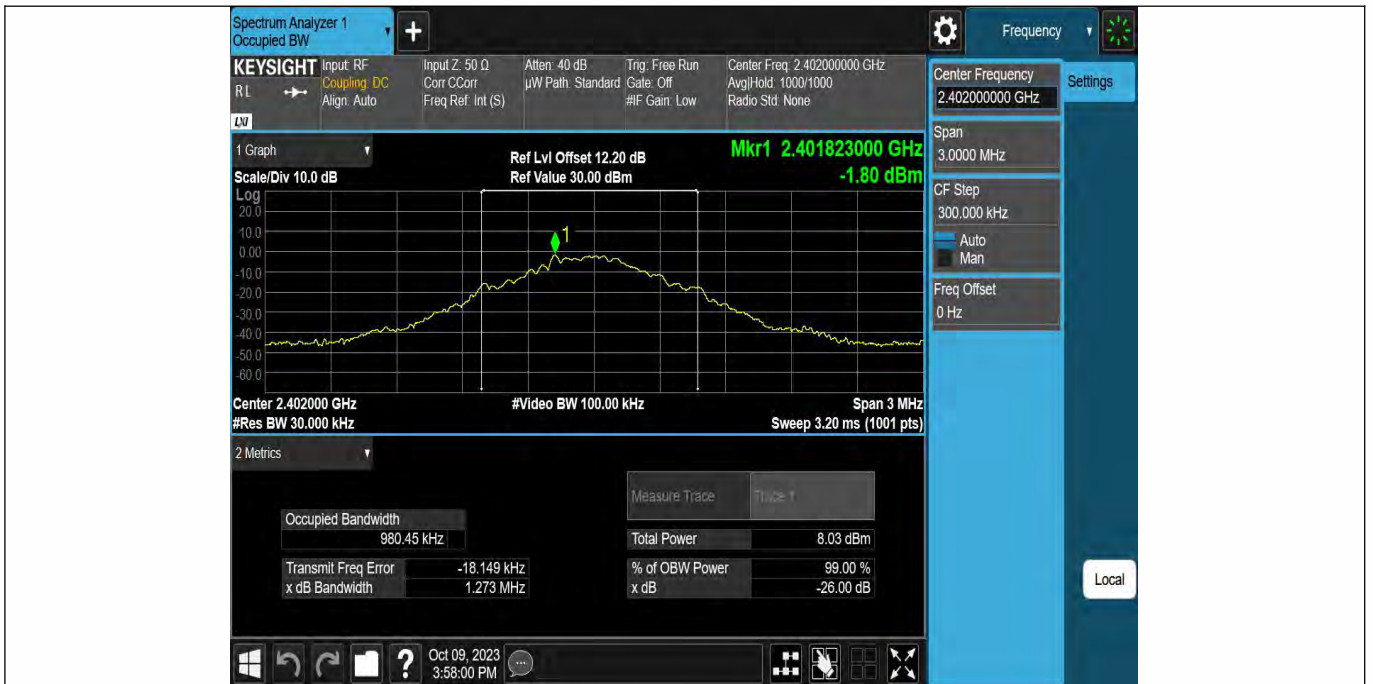 Spectrum Analyzer 1
Occupied BW
Frequency
KEYSIGHT
RL
LXI
Input: RF
Coupling: DC
Align: Auto
Input Z: 50 Ω
Corr CCorr
Freq Ref: Int (S)
Atten: 40 dB
µW Path: Standard
Trig: Free Run
Gate: Off
#IF Gain: Low
Center Freq: 2.402000000 GHz
Avg|Hold: 1000/1000
Radio Std: None
Center Frequency
2.402000000 GHz
Settings
Span
3.0000 MHz
CF Step
300.000 kHz
Auto
Man
Freq Offset
0 Hz
Local
1 Graph
Scale/Div 10.0 dB
Ref Lvl Offset 12.20 dB
Ref Value 30.00 dBm
Mkr1 2.401823000 GHz
-1.80 dBm
Log
20.0
10.0
0.00
-10.0
-20.0
-30.0
-40.0
-50.0
-60.0
1
Center 2.402000 GHz
#Res BW 30.000 kHz
#Video BW 100.00 kHz
Span 3 MHz
Sweep 3.20 ms (1001 pts)
2 Metrics
Measure Trace
Trace 1
Occupied Bandwidth
980.45 kHz
Total Power
8.03 dBm
Transmit Freq Error
-18.149 kHz
% of OBW Power
99.00 %
x dB Bandwidth
1.273 MHz
x dB
-26.00 dB
Oct 09, 2023
3:58:00 PM